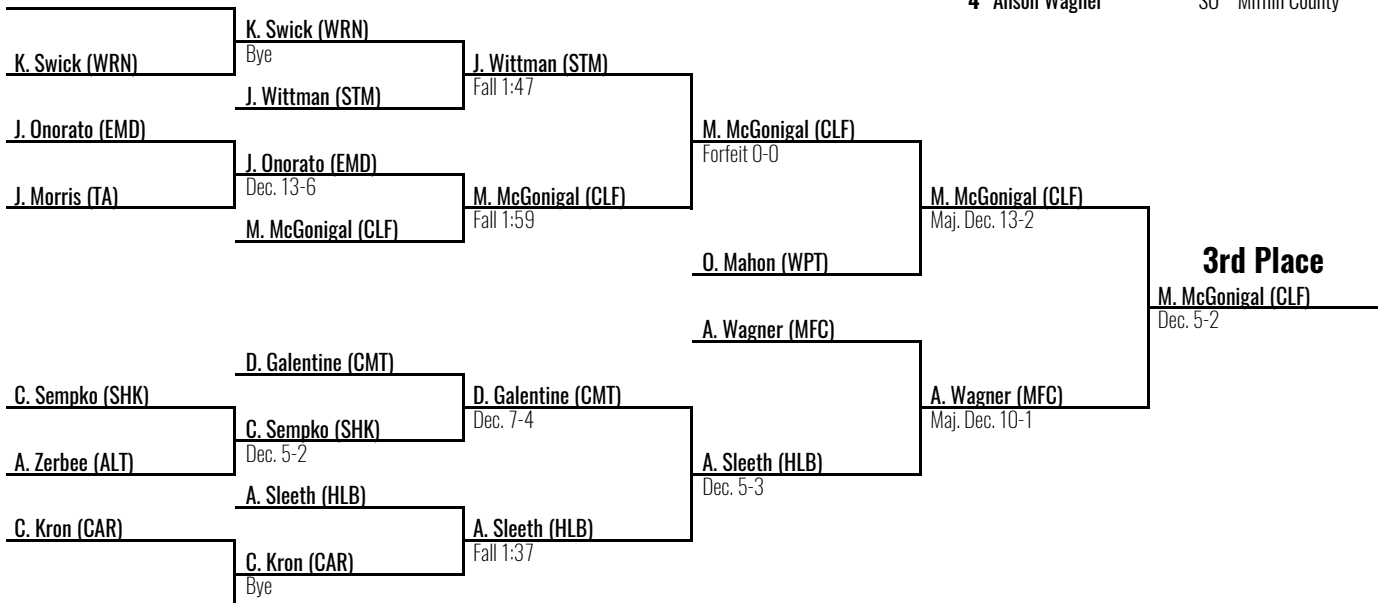 4 Anson Wagner SO Mifflin County
K. Swick (WRN)
Bye
K. Swick (WRN)
J. Wittman (STM)
Fall 1:47
J. Wittman (STM)
J. Onorato (EMD)
M. McGonigal (CLF)
Forfeit 0-0
J. Onorato (EMD)
Dec. 13-6
J. Morris (TA)
M. McGonigal (CLF)
Fall 1:59
M. McGonigal (CLF)
Maj. Dec. 13-2
M. McGonigal (CLF)
O. Mahon (WPT)
3rd Place
M. McGonigal (CLF)
Dec. 5-2
A. Wagner (MFC)
D. Galentine (CMT)
C. Sempko (SHK)
D. Galentine (CMT)
Dec. 7-4
A. Wagner (MFC)
Maj. Dec. 10-1
C. Sempko (SHK)
Dec. 5-2
A. Zerbee (ALT)
A. Sleeth (HLB)
Dec. 5-3
A. Sleeth (HLB)
C. Kron (CAR)
A. Sleeth (HLB)
Fall 1:37
C. Kron (CAR)
Bye